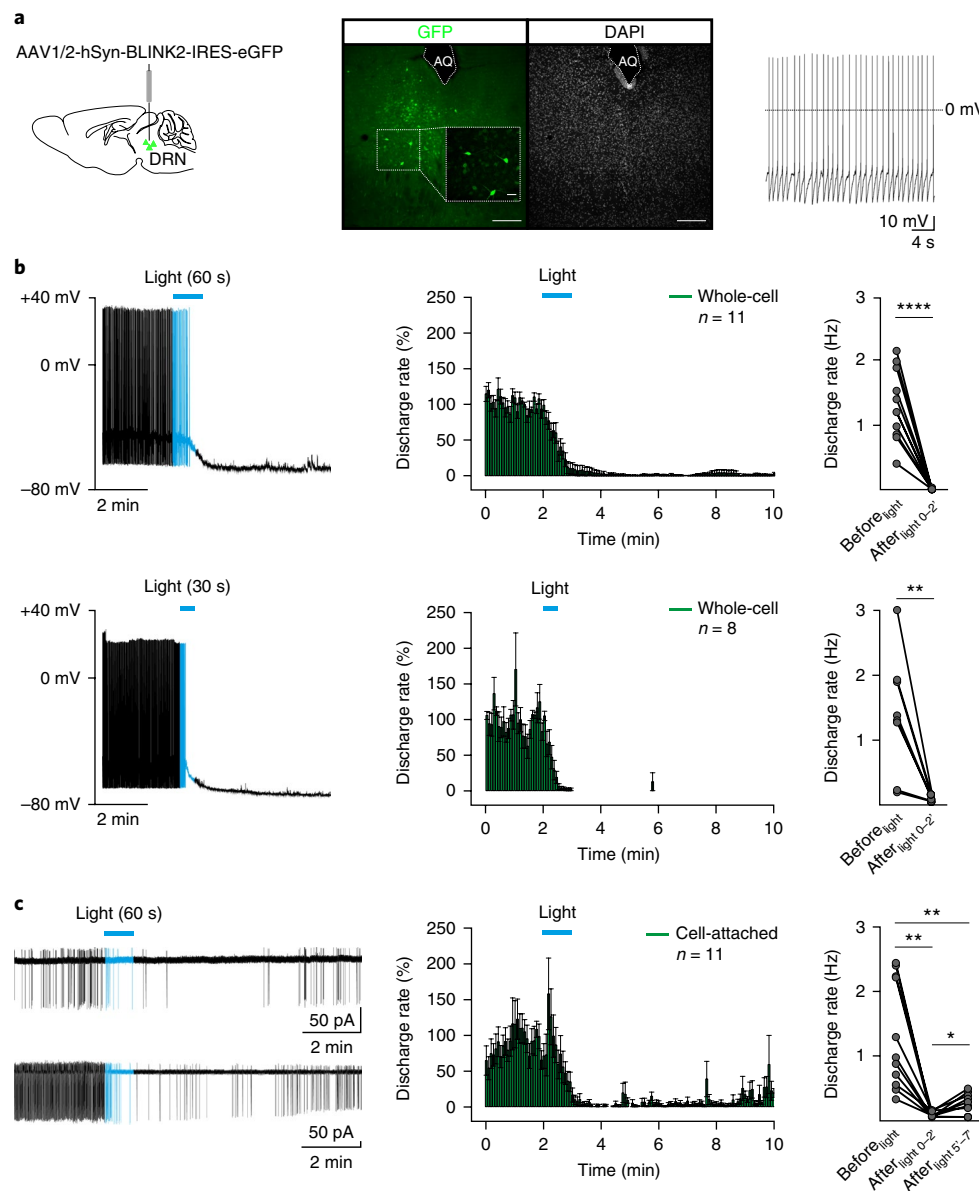 a
AAV1/2-hSyn-BLINK2-IRES-eGFP
DRN
GFP
DAPI
AQ
AQ
0 mV
10 mV
4 s
b
Light (60 s)
+40 mV
0 mV
–80 mV
2 min
Light
Whole-cell
n = 11
Discharge rate (%)
250
200
150
100
50
0
0 2 4 6 8 10
Time (min)
Discharge rate (Hz)
3
2
1
****
Before light
After light 0–2'
Light (30 s)
+40 mV
0 mV
–80 mV
2 min
Light
Whole-cell
n = 8
Discharge rate (%)
250
200
150
100
50
0
0 2 4 6 8 10
Time (min)
Discharge rate (Hz)
3
2
1
**
Before light
After light 0–2'
c
Light (60 s)
50 pA
2 min
50 pA
2 min
Light
Cell-attached
n = 11
Discharge rate (%)
250
200
150
100
50
0
0 2 4 6 8 10
Time (min)
Discharge rate (Hz)
3
2
1
0
**
**
*
Before light
After light 0–2'
After light 5'–7'